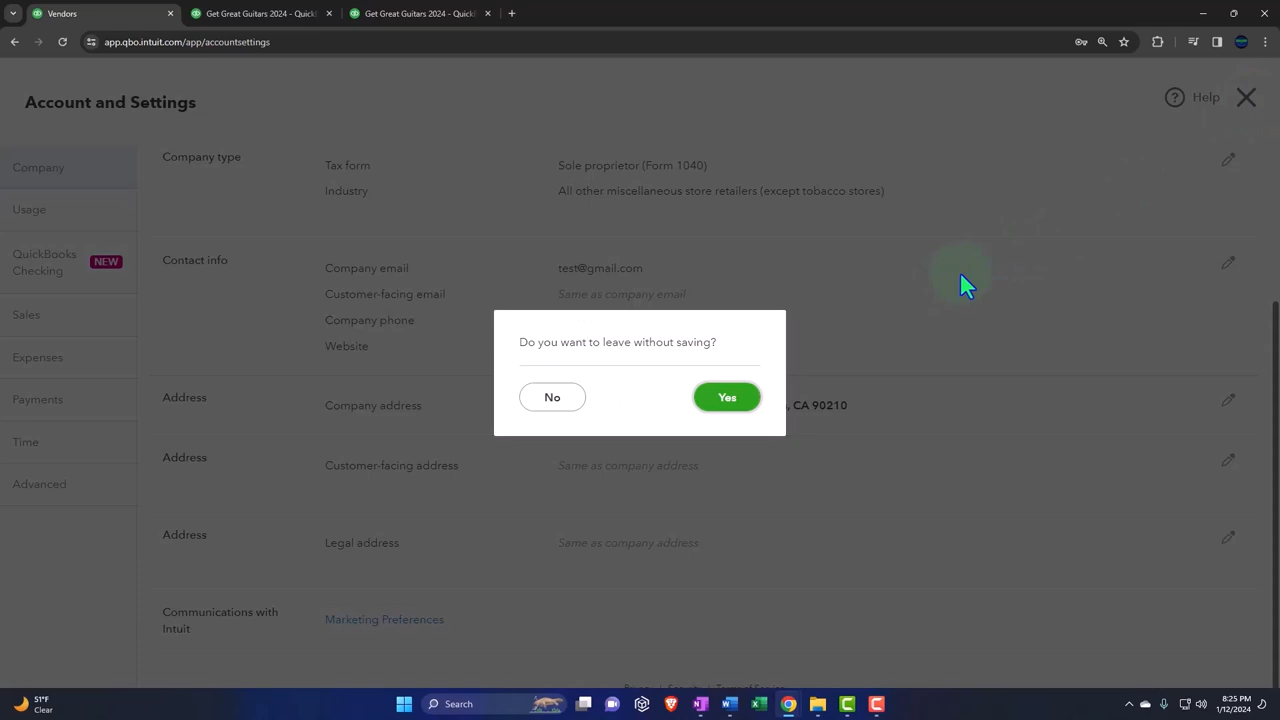 Vendors
Get Great Guitars 2024 - QuickB
Get Great Guitars 2024 - QuickB
app.qbo.intuit.com/app/accountsettings
Account and Settings
Help
Company
Usage
QuickBooks
Checking
NEW
Sales
Expenses
Payments
Time
Advanced
Company type
Tax form
Sole proprietor (Form 1040)
Industry
All other miscellaneous store retailers (except tobacco stores)
Contact info
Company email
test@gmail.com
Customer-facing email
Same as company email
Company phone
Website
Do you want to leave without saving?
No
Yes
Address
Company address
, CA 90210
Address
Customer-facing address
Same as company address
Address
Legal address
Same as company address
Communications with
Intuit
Marketing Preferences
51°F
Clear
Search
8:25 PM
1/12/2024